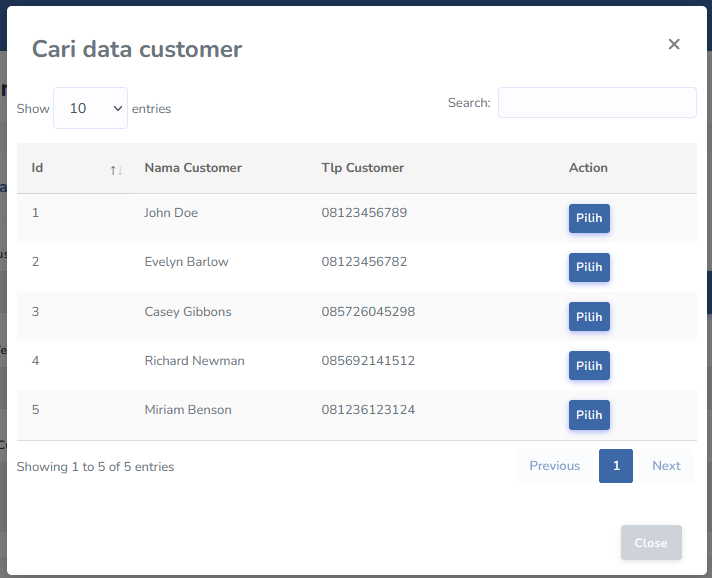 Cari data customer ×
Show 10 entries Search:
Id Nama Customer Tlp Customer Action
1 John Doe 08123456789 Pilih
2 Evelyn Barlow 08123456782 Pilih
3 Casey Gibbons 085726045298 Pilih
4 Richard Newman 085692141512 Pilih
5 Miriam Benson 081236123124 Pilih
Showing 1 to 5 of 5 entries Previous 1 Next
Close